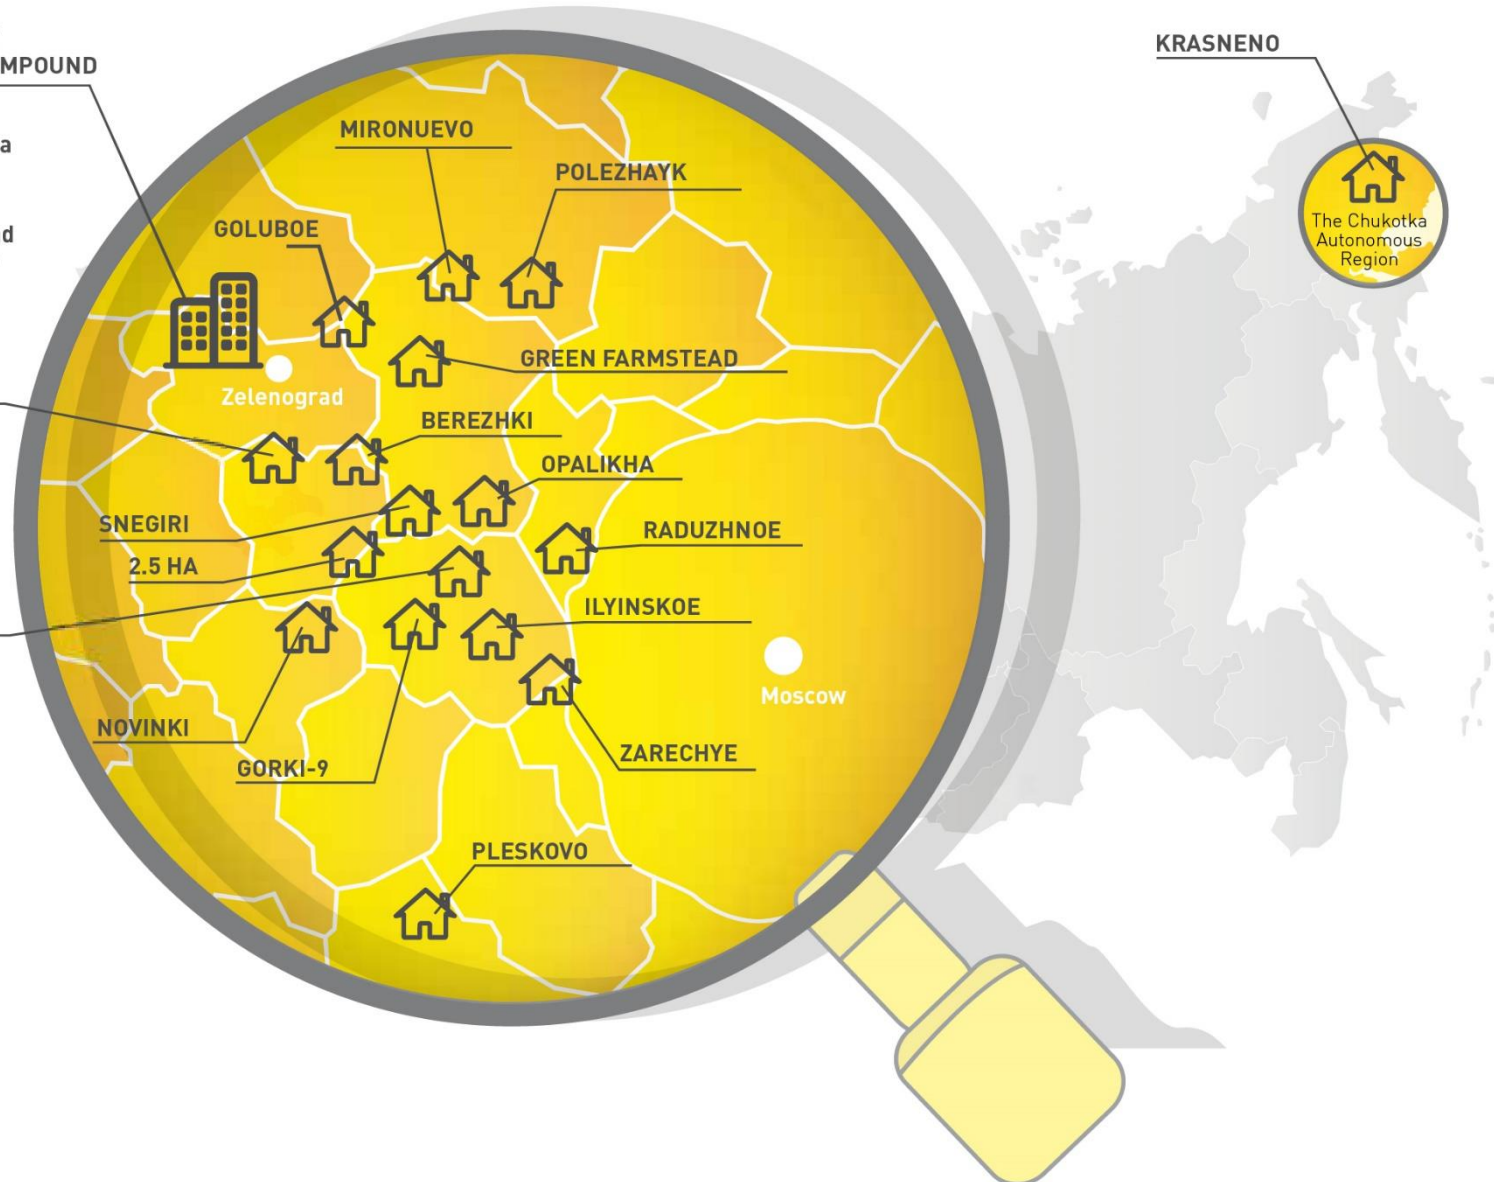 KRASNENO
MPOUND
MIRONUEVO
a
POLEZHAYK
GOLUBOE
The Chukotka
Autonomous
Region
GREEN FARMSTEAD
Zelenograd
BEREZHKI
OPALIKHA
SNEGIRI
RADUZHNOE
2.5 HA
ILYINSKOE
Moscow
NOVINKI
ZARECHYE
GORKI-9
PLESKOVO